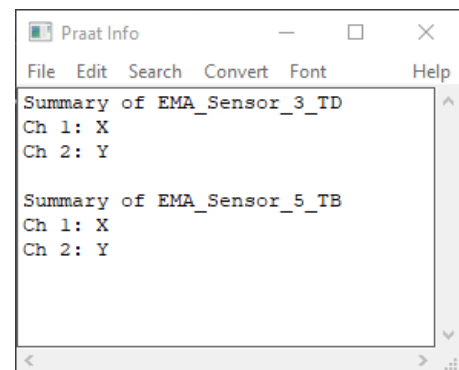 Praat Info
File Edit Search Convert Font Help
Summary of EMA_Sensor_3_TD
Ch 1: X
Ch 2: Y
Summary of EMA_Sensor_5_TB
Ch 1: X
Ch 2: Y